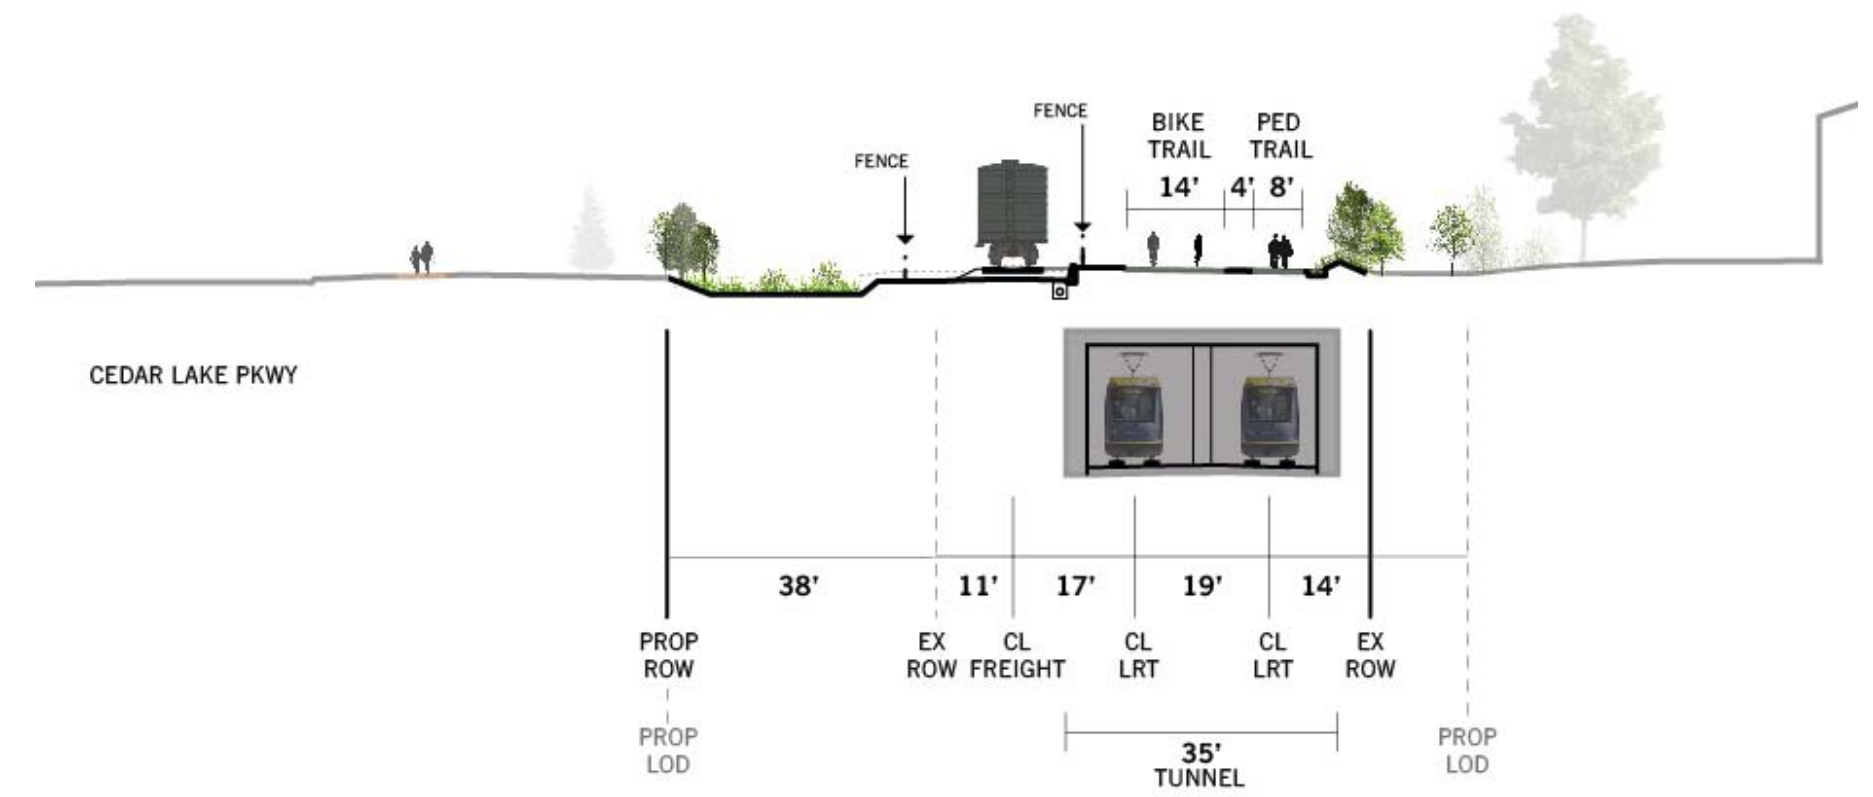 FENCE
FENCE
BIKE
TRAIL
14'
4'
PED
TRAIL
8'
CEDAR LAKE PKWY
38'
11'
17'
19'
14'
PROP
ROW
EX
ROW
CL
FREIGHT
CL
LRT
CL
LRT
EX
ROW
PROP
LOD
35'
TUNNEL
PROP
LOD